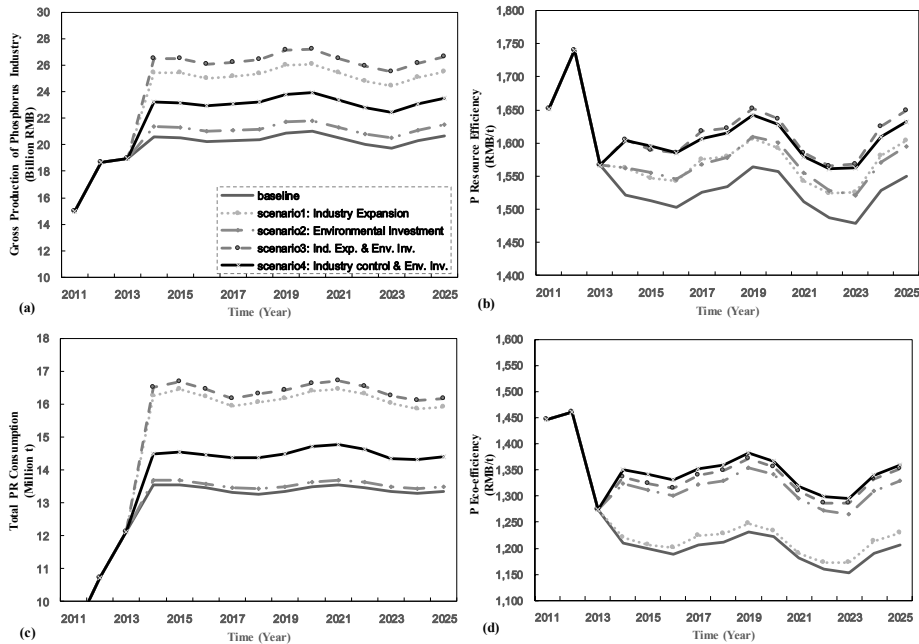 Gross Production of Phosphorus Industry
(Billion RMB)
30
28
26
24
22
20
18
16
14
12
10
baseline
scenario1: Industry Expansion
scenario2: Environmental Investment
scenario3: Ind. Exp. & Env. Inv.
scenario4: Industry control & Env. Inv.
2011 2013 2015 2017 2019 2021 2023 2025
(a)
Time (Year)
P Resource Efficiency
(RMB/t)
1,800
1,750
1,700
1,650
1,600
1,550
1,500
1,450
1,400
2011 2013 2015 2017 2019 2021 2023 2025
(b)
Time (Year)
Total PR Consumption
(Million t)
18
17
16
15
14
13
12
11
10
2011 2013 2015 2017 2019 2021 2023 2025
(c)
Time (Year)
P Eco-efficiency
(RMB/t)
1,600
1,550
1,500
1,450
1,400
1,350
1,300
1,250
1,200
1,150
1,100
2011 2013 2015 2017 2019 2021 2023 2025
(d)
Time (Year)